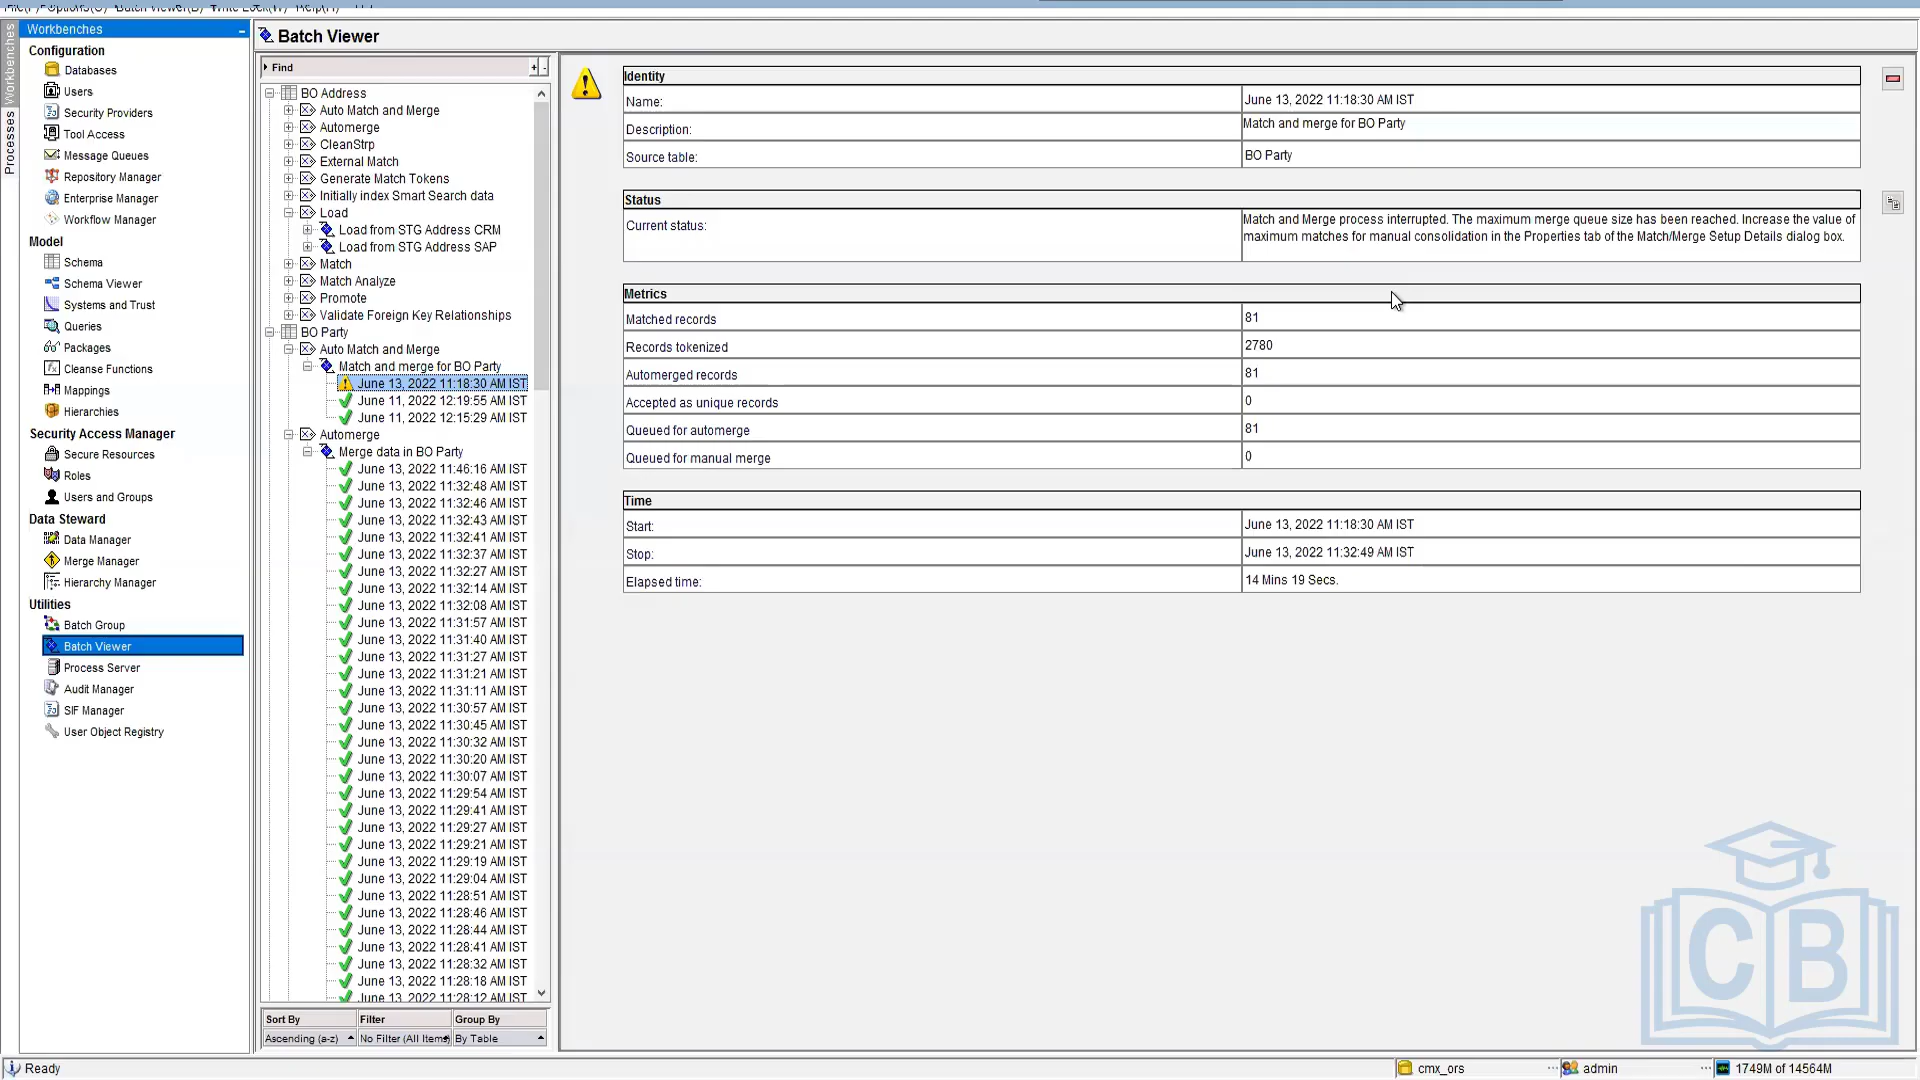 Workbenches
Processes
Workbenches
Configuration
Databases
Users
Security Providers
Tool Access
Message Queues
Repository Manager
Enterprise Manager
Workflow Manager
Model
Schema
Schema Viewer
Systems and Trust
Queries
Packages
Cleanse Functions
Mappings
Hierarchies
Security Access Manager
Secure Resources
Roles
Users and Groups
Data Steward
Data Manager
Merge Manager
Hierarchy Manager
Utilities
Batch Group
Batch Viewer
Process Server
Audit Manager
SIF Manager
User Object Registry
Batch Viewer
Find
BO Address
Auto Match and Merge
Automerge
CleanStrp
External Match
Generate Match Tokens
Initially index Smart Search data
Load
Load from STG Address CRM
Load from STG Address SAP
Match
Match Analyze
Promote
Validate Foreign Key Relationships
BO Party
Auto Match and Merge
Match and merge for BO Party
June 13, 2022 11:18:30 AM IST
June 11, 2022 12:19:55 AM IST
June 11, 2022 12:15:29 AM IST
Automerge
Merge data in BO Party
June 13, 2022 11:46:16 AM IST
June 13, 2022 11:32:48 AM IST
June 13, 2022 11:32:46 AM IST
June 13, 2022 11:32:43 AM IST
June 13, 2022 11:32:41 AM IST
June 13, 2022 11:32:37 AM IST
June 13, 2022 11:32:27 AM IST
June 13, 2022 11:32:14 AM IST
June 13, 2022 11:32:08 AM IST
June 13, 2022 11:31:57 AM IST
June 13, 2022 11:31:40 AM IST
June 13, 2022 11:31:27 AM IST
June 13, 2022 11:31:21 AM IST
June 13, 2022 11:31:11 AM IST
June 13, 2022 11:30:57 AM IST
June 13, 2022 11:30:45 AM IST
June 13, 2022 11:30:32 AM IST
June 13, 2022 11:30:20 AM IST
June 13, 2022 11:30:07 AM IST
June 13, 2022 11:29:54 AM IST
June 13, 2022 11:29:41 AM IST
June 13, 2022 11:29:27 AM IST
June 13, 2022 11:29:21 AM IST
June 13, 2022 11:29:19 AM IST
June 13, 2022 11:29:04 AM IST
June 13, 2022 11:28:51 AM IST
June 13, 2022 11:28:46 AM IST
June 13, 2022 11:28:44 AM IST
June 13, 2022 11:28:41 AM IST
June 13, 2022 11:28:32 AM IST
June 13, 2022 11:28:18 AM IST
June 13, 2022 11:28:12 AM IST
Sort By Filter Group By
Ascending (a-z) No Filter (All Items By Table
Identity
Name: June 13, 2022 11:18:30 AM IST
Description: Match and merge for BO Party
Source table: BO Party
Status
Current status: Match and Merge process interrupted. The maximum merge queue size has been reached. Increase the value of
maximum matches for manual consolidation in the Properties tab of the Match/Merge Setup Details dialog box.
Metrics
Matched records 81
Records tokenized 2780
Automerged records 81
Accepted as unique records 0
Queued for automerge 81
Queued for manual merge 0
Time
Start: June 13, 2022 11:18:30 AM IST
Stop: June 13, 2022 11:32:49 AM IST
Elapsed time: 14 Mins 19 Secs.
CB
Ready cmx_ors admin 1749M of 14564M